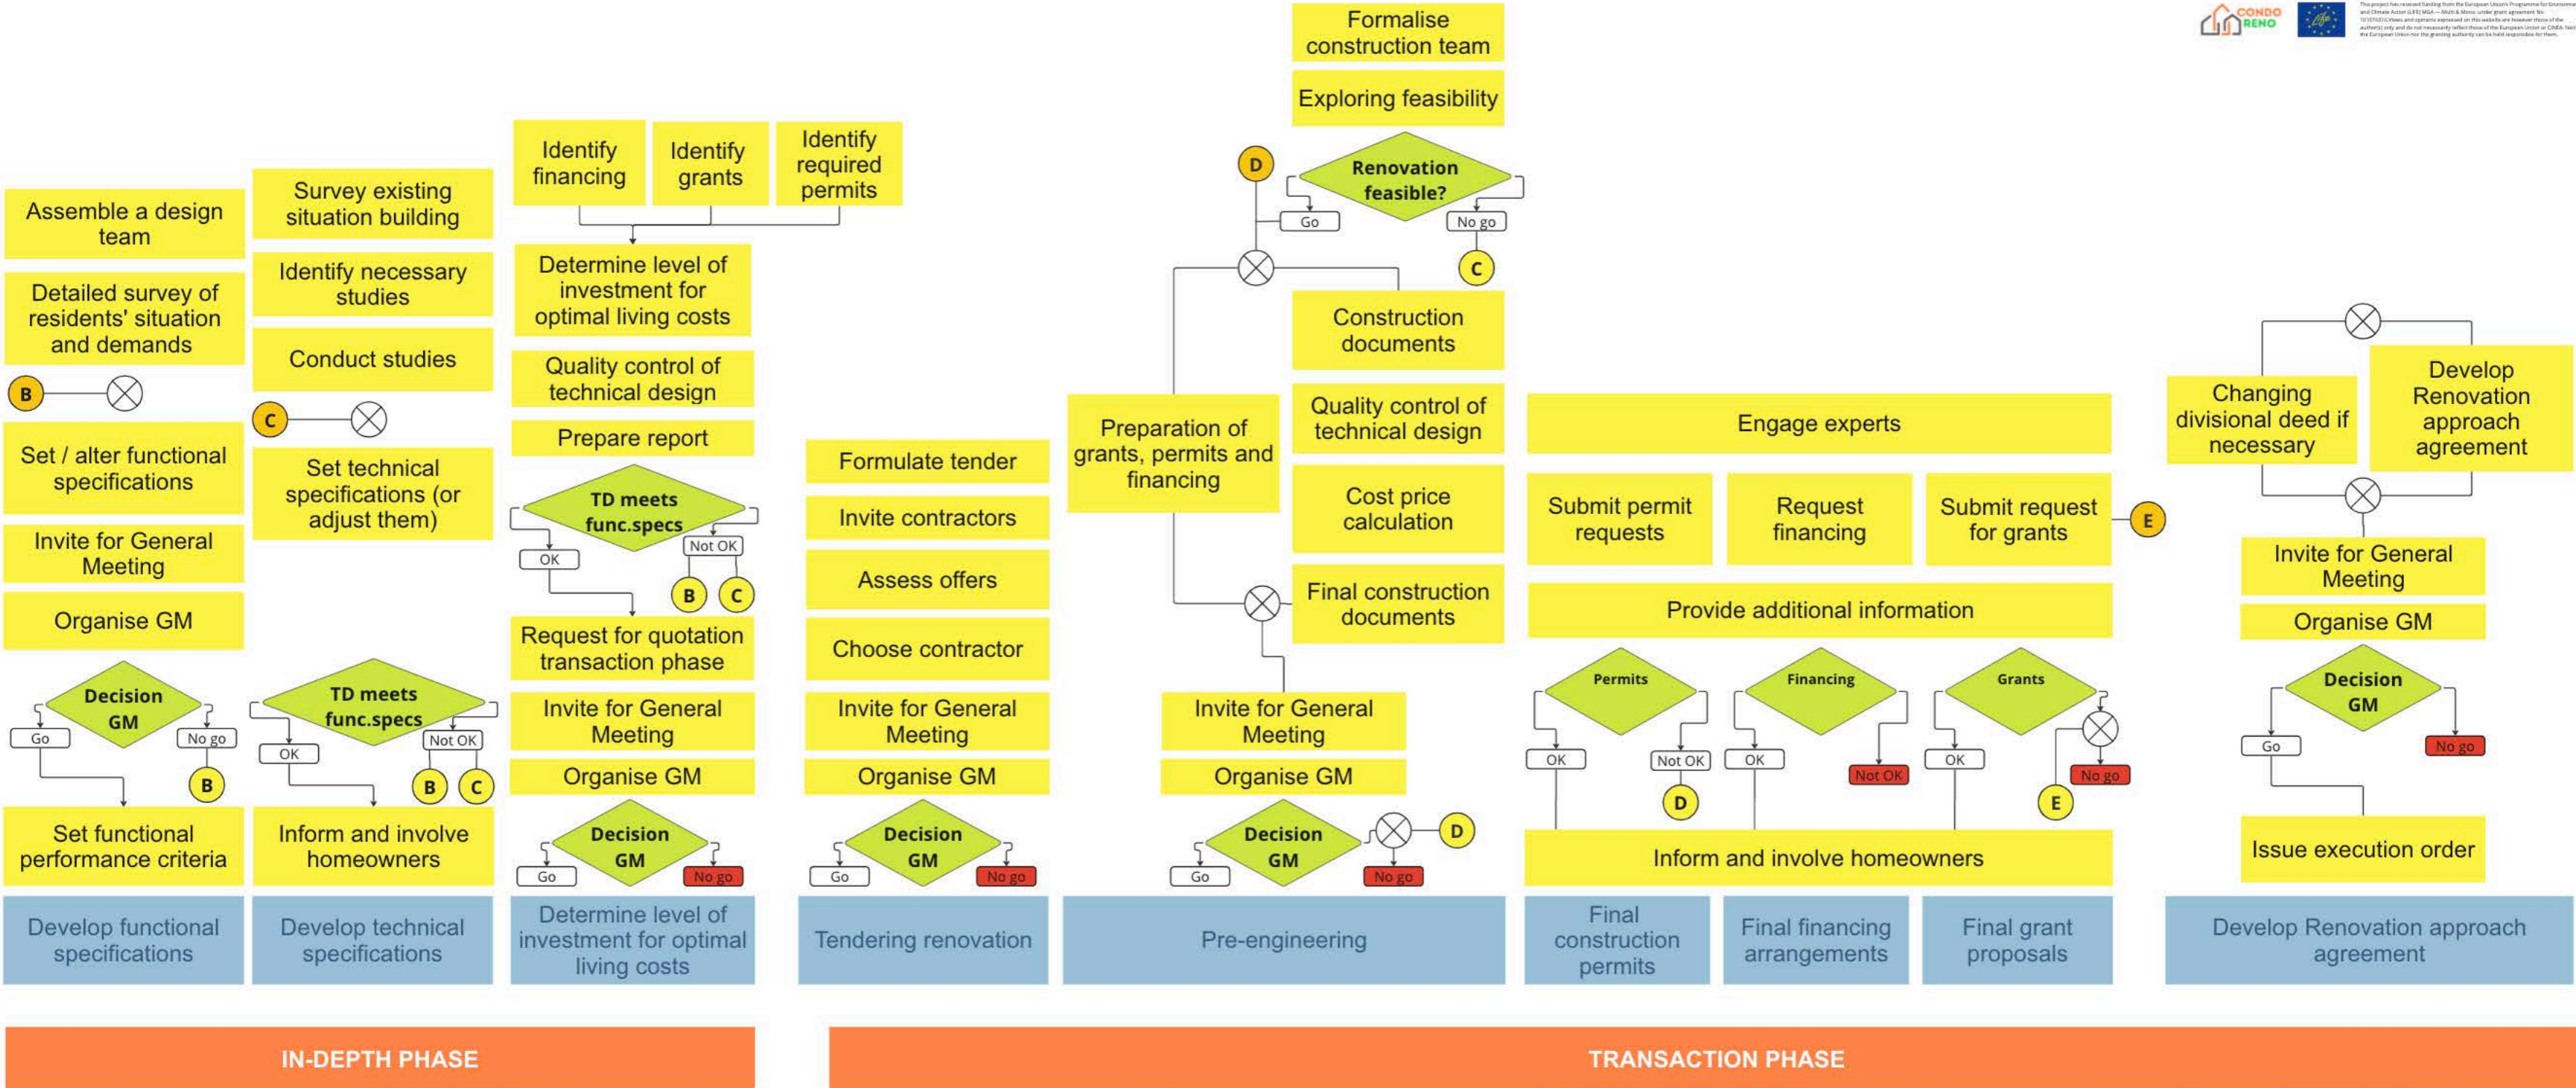 CONDO
RENO
Life
Formalise
construction team
Exploring feasibility
D
Renovation
feasible?
Go
No go
C
Construction
documents
Preparation of
grants, permits and
financing
Quality control of
technical design
Cost price
calculation
Final construction
documents
Invite for General
Meeting
Organise GM
Decision
GM
D
Go
No go
Pre-engineering
Assemble a design
team
Detailed survey of
residents' situation
and demands
B
Set / alter functional
specifications
Invite for General
Meeting
Organise GM
Decision
GM
Go
No go
B
Set functional
performance criteria
Develop functional
specifications
Survey existing
situation building
Identify necessary
studies
Conduct studies
C
Set technical
specifications (or
adjust them)
TD meets
func.specs
OK
Not OK
B
C
Inform and involve
homeowners
Develop technical
specifications
Identify
financing
Identify
grants
Identify
required
permits
Determine level of
investment for
optimal living costs
Quality control of
technical design
Prepare report
TD meets
func.specs
OK
Not OK
B
C
Request for quotation
transaction phase
Invite for General
Meeting
Organise GM
Decision
GM
Go
No go
Determine level of
investment for optimal
living costs
Formulate tender
Invite contractors
Assess offers
Choose contractor
Invite for General
Meeting
Organise GM
Decision
GM
Go
No go
Tendering renovation
Engage experts
Submit permit
requests
Request
financing
Submit request
for grants
E
Provide additional information
Permits
OK
Not OK
D
Financing
OK
Not OK
Grants
OK
No go
E
Inform and involve homeowners
Final
construction
permits
Final financing
arrangements
Final grant
proposals
Changing
divisional deed if
necessary
Develop
Renovation
approach
agreement
Invite for General
Meeting
Organise GM
Decision
GM
Go
No go
Issue execution order
Develop Renovation approach
agreement
IN-DEPTH PHASE
TRANSACTION PHASE